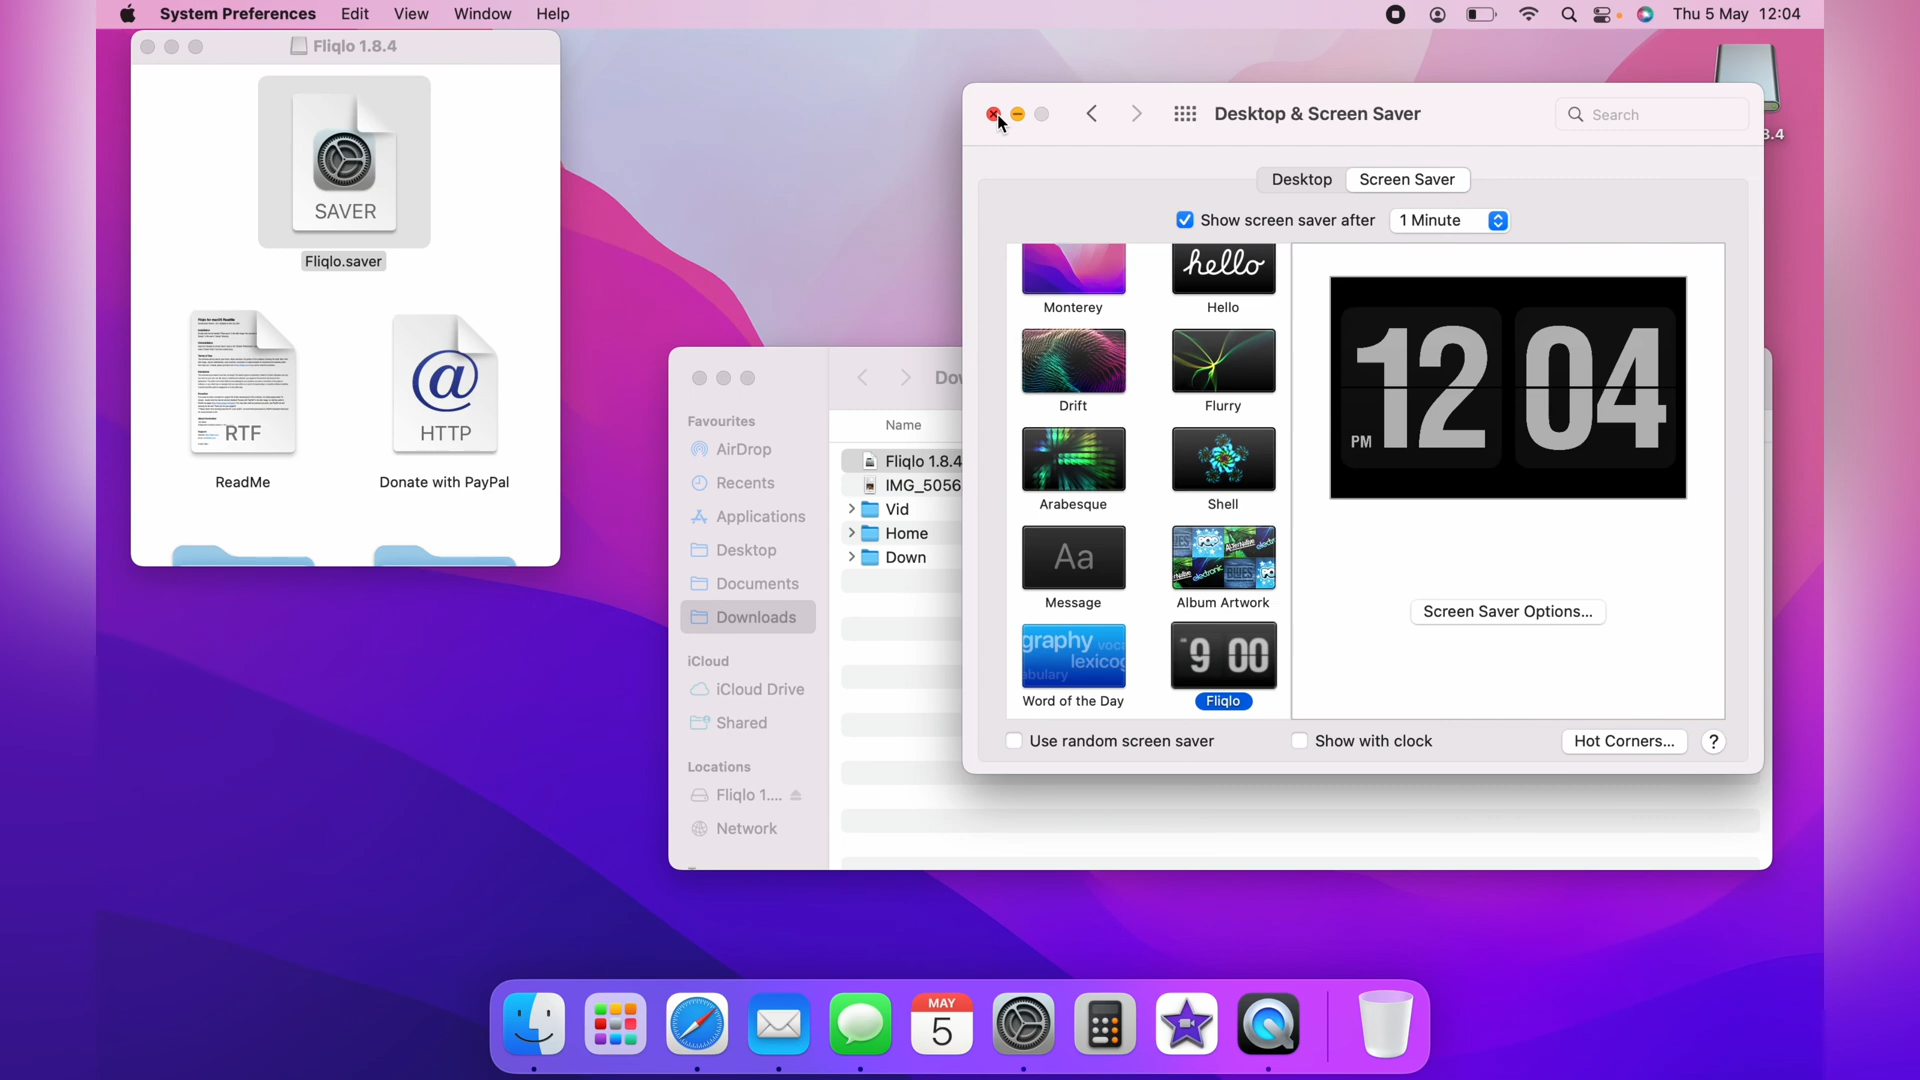 System Preferences Edit View Window Help
Thu 5 May 12:04
Fliqlo 1.8.4
SAVER
Fliqlo.saver
RTF
ReadMe
HTTP
Donate with PayPal
Favourites
AirDrop
Recents
Applications
Desktop
Documents
Downloads
iCloud
iCloud Drive
Shared
Locations
Fliqlo 1....
Network
Dow
Name
Fliqlo 1.8.4
IMG_5056
Vid
Home
Down
Desktop & Screen Saver
Search
3.4
Desktop Screen Saver
Show screen saver after 1 Minute
hello
Monterey Hello
Drift Flurry
Arabesque Shell
Aa
Message Album Artwork
graphy
lexico
Word of the Day
9 00
Fliqlo
PM 12 04
Screen Saver Options...
Use random screen saver
Show with clock
Hot Corners... ?
MAY
5